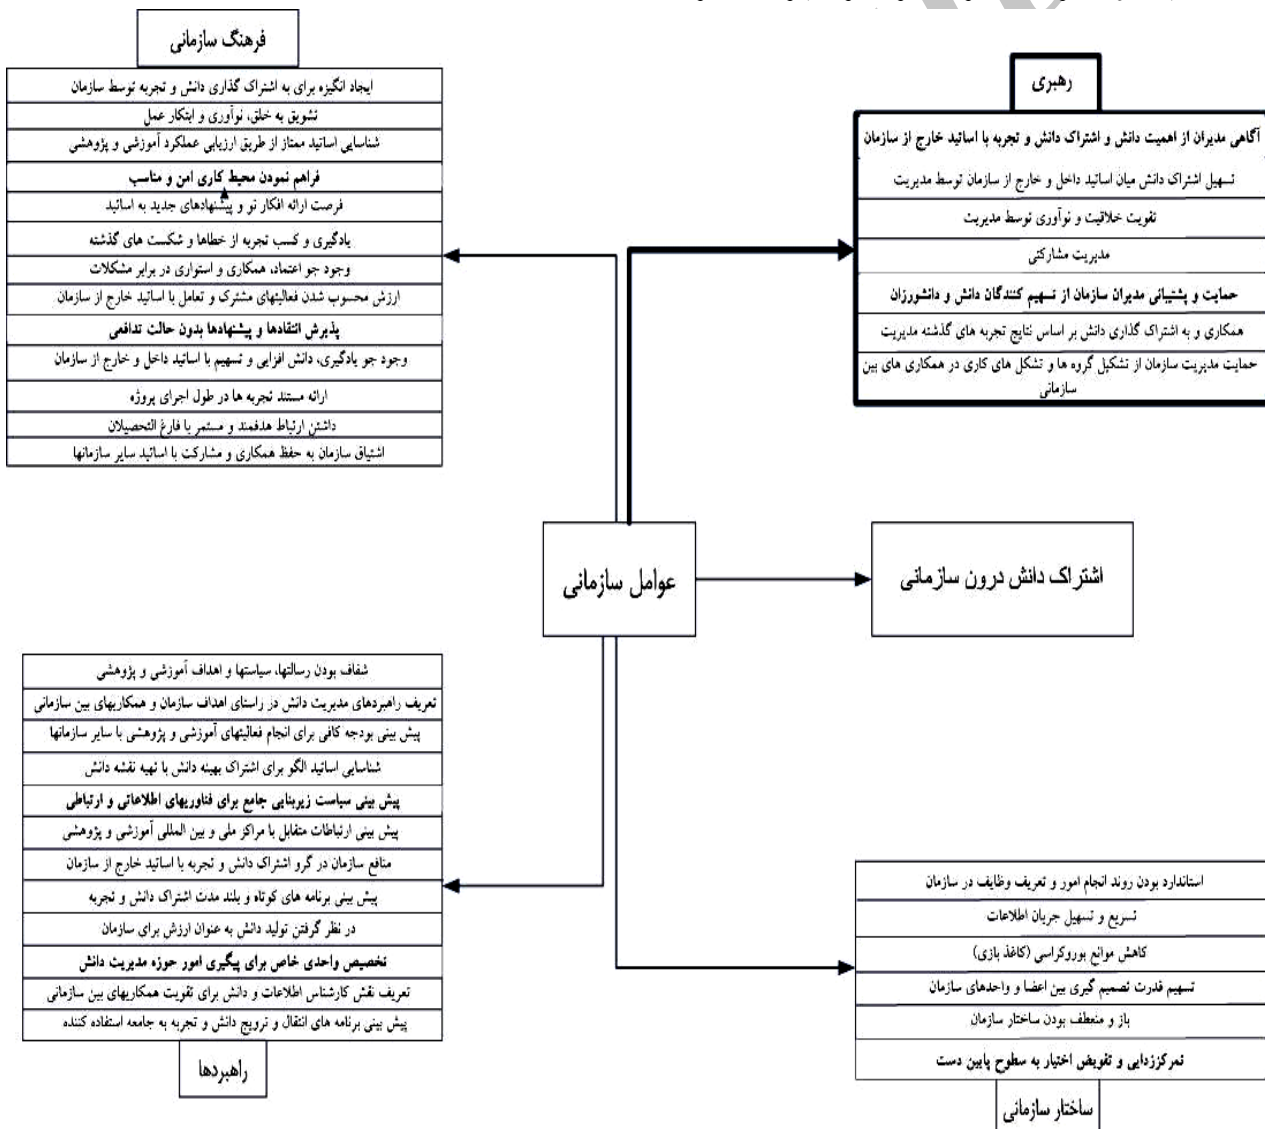 فرهنگ سازمانی
ایجاد انگیزه برای به اشتراک گذاری دانش و تجربه توسط سازمان
تشویق به خلق، نوآوری و ابتکار عمل
شناسایی اساتید ممتاز از طریق ارزیابی عملکرد آموزشی و پژوهشی
فراهم نمودن محیط کاری امن و مناسب
فرصت ارائه افکار نو و پیشنهادهای جدید به اساتید
یادگیری و کسب تجربه از خطاها و شکست های گذشته
وجود جو اعتماد، همکاری و استواری در برابر مشکلات
ارزش محسوب شدن فعالیتهای مشترک و تعامل با اساتید خارج از سازمان
پذیرش انتقادها و پیشنهادها بدون حالت تدافعی
وجود جو یادگیری، دانش افزایی و تسهیم با اساتید داخل و خارج از سازمان
ارائه مستند تجربه ها در طول اجرای پروژه
داشتن ارتباط هدفمند و مستمر با فارغ التحصیلان
اشتیاق سازمان به حفظ همکاری و مشارکت با اساتید سایر سازمانها
رهبری
آگاهی مدیران از اهمیت دانش و اشتراک دانش و تجربه با اساتید خارج از سازمان
تسهیل اشتراک دانش میان اساتید داخل و خارج از سازمان توسط مدیریت
تقویت خلاقیت و نوآوری توسط مدیریت
مدیریت مشارکتی
حمایت و پشتیبانی مدیران سازمان از تسهیم کنندگان دانش و دانشورزان
همکاری و به اشتراک گذاری دانش بر اساس نتایج تجربه های گذشته مدیریت
حمایت مدیریت سازمان از تشکیل گروه ها و تشکل های کاری در همکاری های بین
سازمانی
عوامل سازمانی
اشتراک دانش درون سازمانی
شفاف بودن رسالتها، سیاستها و اهداف آموزشی و پژوهشی
تعریف راهبردهای مدیریت دانش در راستای اهداف سازمان و همکاریهای بین سازمانی
پیش بینی بودجه کافی برای انجام فعالیتهای آموزشی و پژوهشی با سایر سازمانها
شناسایی اساتید الگو برای اشتراک بهینه دانش با تهیه نقشه دانش
پیش بینی سیاست زیربنایی جامع برای فناوریهای اطلاعاتی و ارتباطی
پیش بینی ارتباطات متقابل با مراکز ملی و بین المللی آموزشی و پژوهشی
منافع سازمان در گرو اشتراک دانش و تجربه با اساتید خارج از سازمان
پیش بینی برنامه های کوتاه و بلند مدت اشتراک دانش و تجربه
در نظر گرفتن تولید دانش به عنوان ارزش برای سازمان
تخصیص واحدی خاص برای پیگیری امور حوزه مدیریت دانش
تعریف نقش کارشناس اطلاعات و دانش برای تقویت همکاریهای بین سازمانی
پیش بینی برنامه های انتقال و ترویج دانش و تجربه به جامعه استفاده کننده
راهبردها
استاندارد بودن روند انجام امور و تعریف وظایف در سازمان
تسریع و تسهیل جریان اطلاعات
کاهش موانع بوروکراسی (کاغذ بازی)
تسهیم قدرت تصمیم گیری بین اعضا و واحدهای سازمان
باز و منعطف بودن ساختار سازمان
تمرکززدایی و تفویض اختیار به سطوح پایین دست
ساختار سازمانی